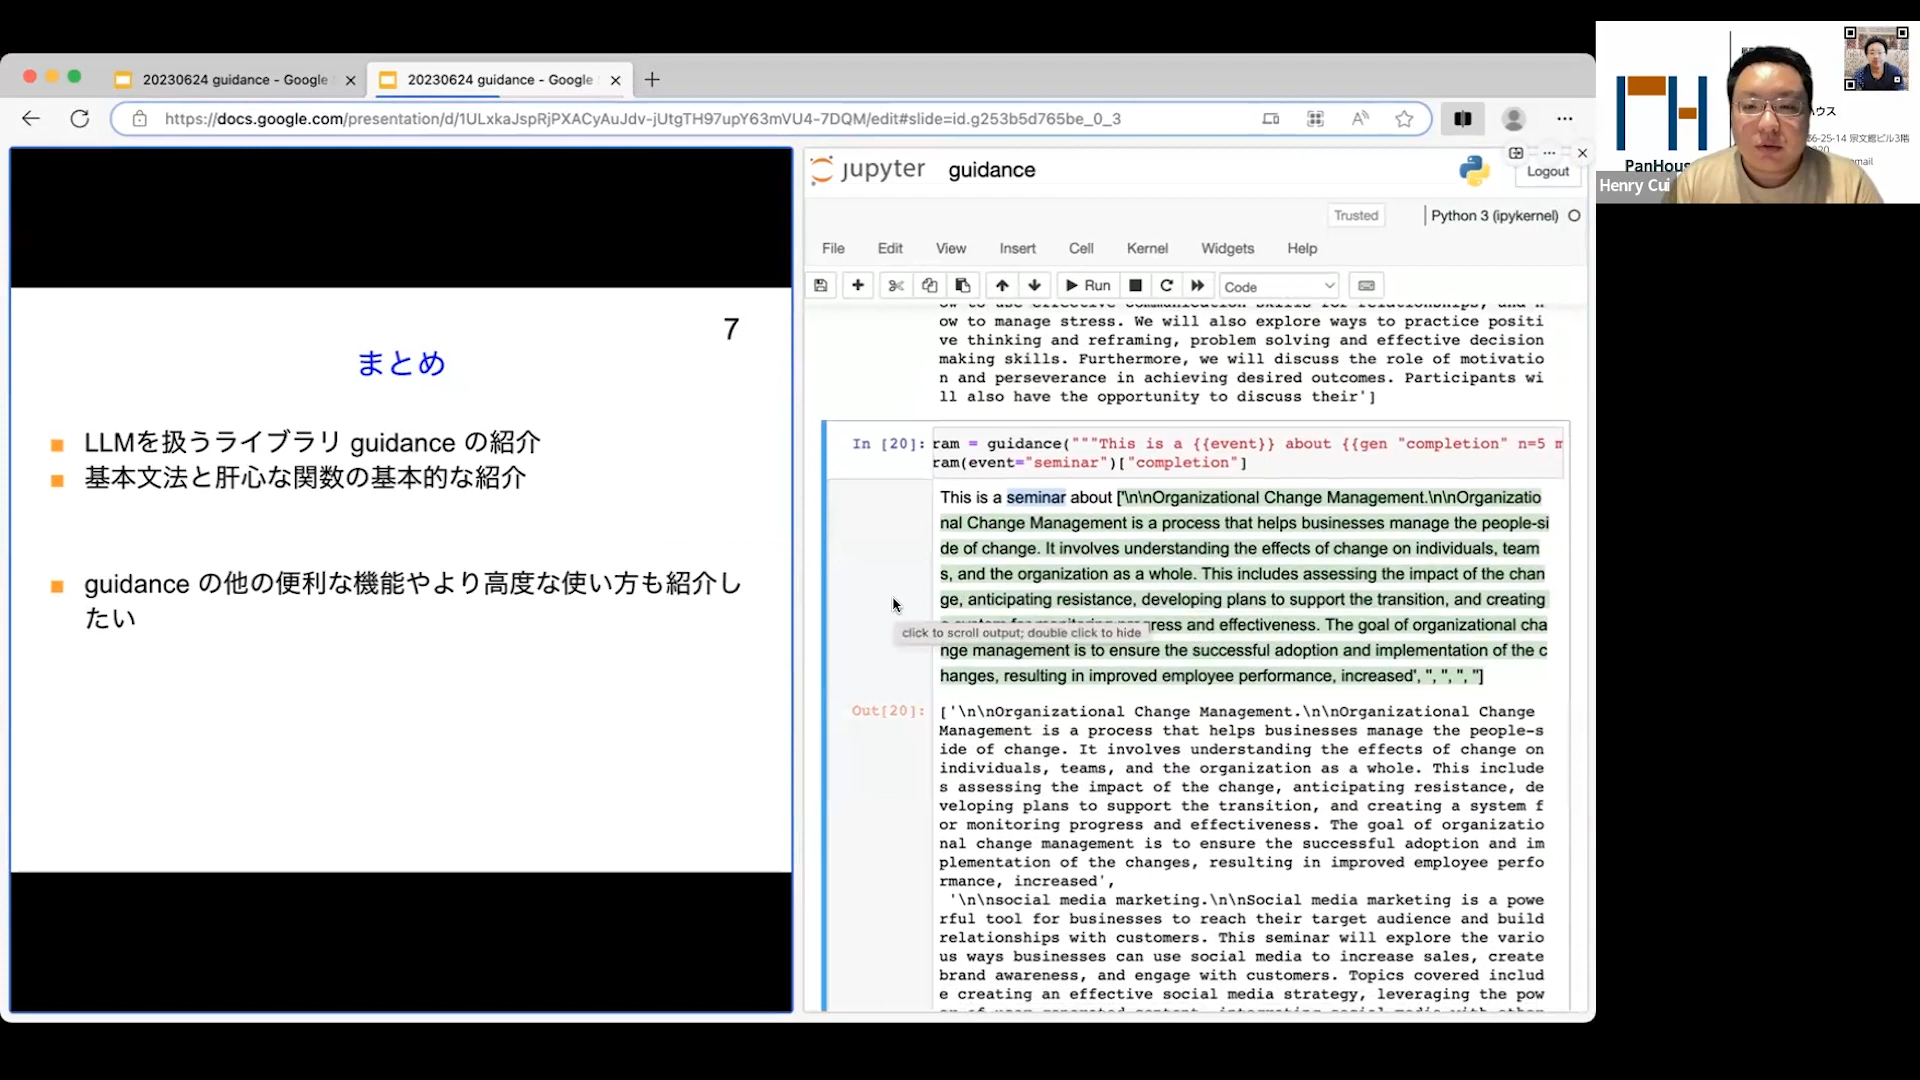 20230624 guidance - Google
20230624 guidance - Google
https://docs.google.com/presentation/d/1ULxkaJspRjPXACyAuJdv-jUtgTH97upY63mVU4-7DQM/edit#slide=id.g253b5d765be_0_3
7
まとめ
LLMを扱うライブラリ guidance の紹介
基本文法と肝心な関数の基本的な紹介
guidance の他の便利な機能やより高度な使い方も紹介し
たい
jupyter guidance
Logout
Trusted
Python 3 (ipykernel)
File Edit View Insert Cell Kernel Widgets Help
Run Code
ow to manage stress. We will also explore ways to practice positi
ve thinking and reframing, problem solving and effective decision
making skills. Furthermore, we will discuss the role of motivatio
n and perseverance in achieving desired outcomes. Participants wi
ll also have the opportunity to discuss their']
In [20]: ram = guidance("""This is a {{event}} about {{gen "completion" n=5 m
ram(event="seminar")["completion"]
This is a seminar about ['\n\nOrganizational Change Management.\n\nOrganizatio
nal Change Management is a process that helps businesses manage the people-si
de of change. It involves understanding the effects of change on individuals, team
s, and the organization as a whole. This includes assessing the impact of the chan
ge, anticipating resistance, developing plans to support the transition, and creating
gress and effectiveness. The goal of organizational cha
click to scroll output; double click to hide
nge management is to ensure the successful adoption and implementation of the c
hanges, resulting in improved employee performance, increased', '', '', '', '']
Out[20]: ['\n\nOrganizational Change Management.\n\nOrganizational Change
Management is a process that helps businesses manage the people-s
ide of change. It involves understanding the effects of change on
individuals, teams, and the organization as a whole. This include
s assessing the impact of the change, anticipating resistance, de
veloping plans to support the transition, and creating a system f
or monitoring progress and effectiveness. The goal of organizatio
nal change management is to ensure the successful adoption and im
plementation of the changes, resulting in improved employee perfo
rmance, increased',
'\n\nsocial media marketing.\n\nSocial media marketing is a powe
rful tool for businesses to reach their target audience and build
relationships with customers. This seminar will explore the vario
us ways businesses can use social media to increase sales, create
brand awareness, and engage with customers. Topics covered includ
e creating an effective social media strategy, leveraging the pow
PanHous
ハウス
6-25-14 宗文館ビル3階
Henry Cui